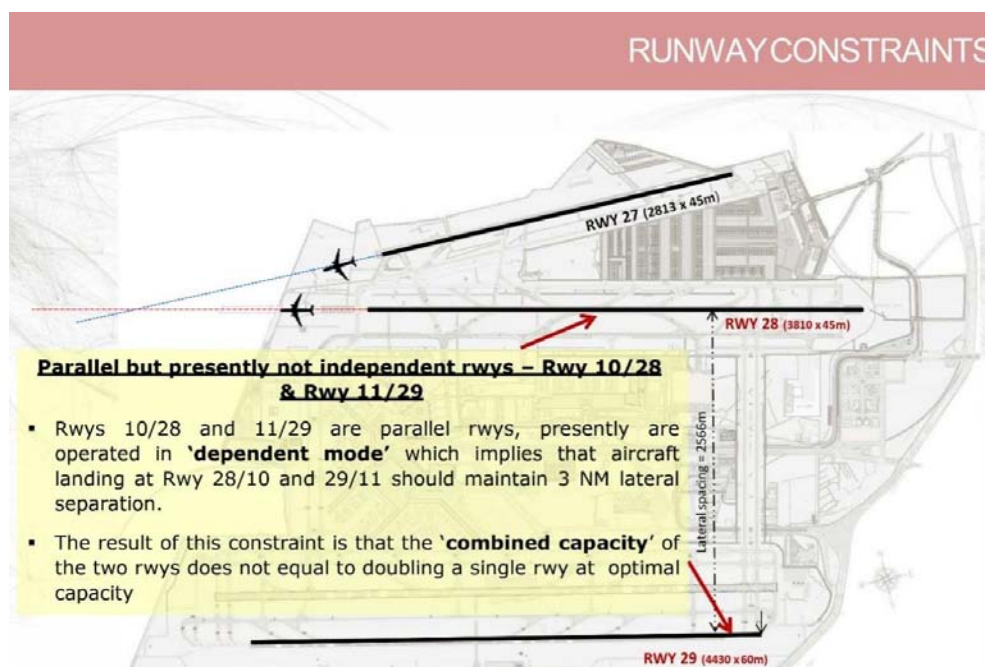 RUNWAY CONSTRAINTS
RWY 27 (2813 x 45m)
RWY 28 (3810 x 45m)
Parallel but presently not independent rwys – Rwy 10/28
& Rwy 11/29
▪ Rwys 10/28 and 11/29 are parallel rwys, presently are
operated in ‘dependent mode’ which implies that aircraft
landing at Rwy 28/10 and 29/11 should maintain 3 NM lateral
separation.
▪ The result of this constraint is that the ‘combined capacity’ of
the two rwys does not equal to doubling a single rwy at optimal
capacity
Lateral spacing = 2566m
RWY 29 (4430 x 60m)